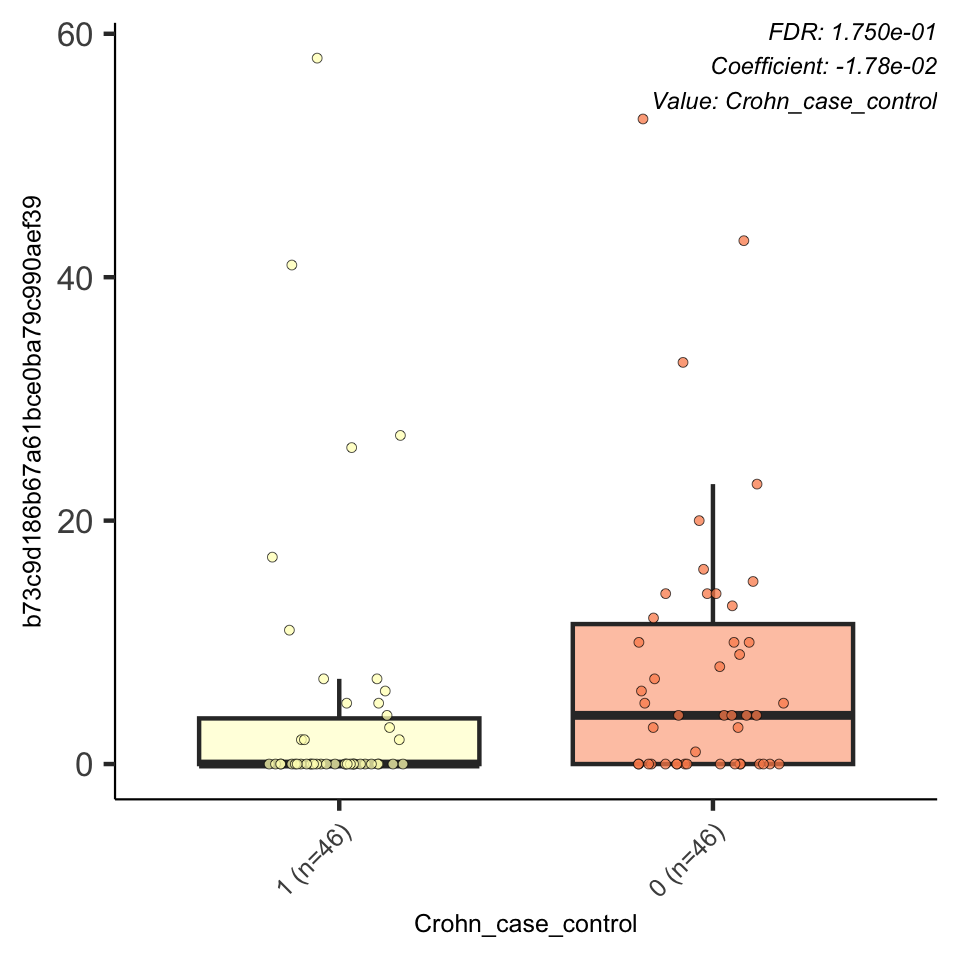 FDR: 1.750e-01
Coefficient: -1.78e-02
Value: Crohn_case_control
60
40
20
0
b73c9d186b67a61bce0ba79c990aef39
1 (n=46)
0 (n=46)
Crohn_case_control